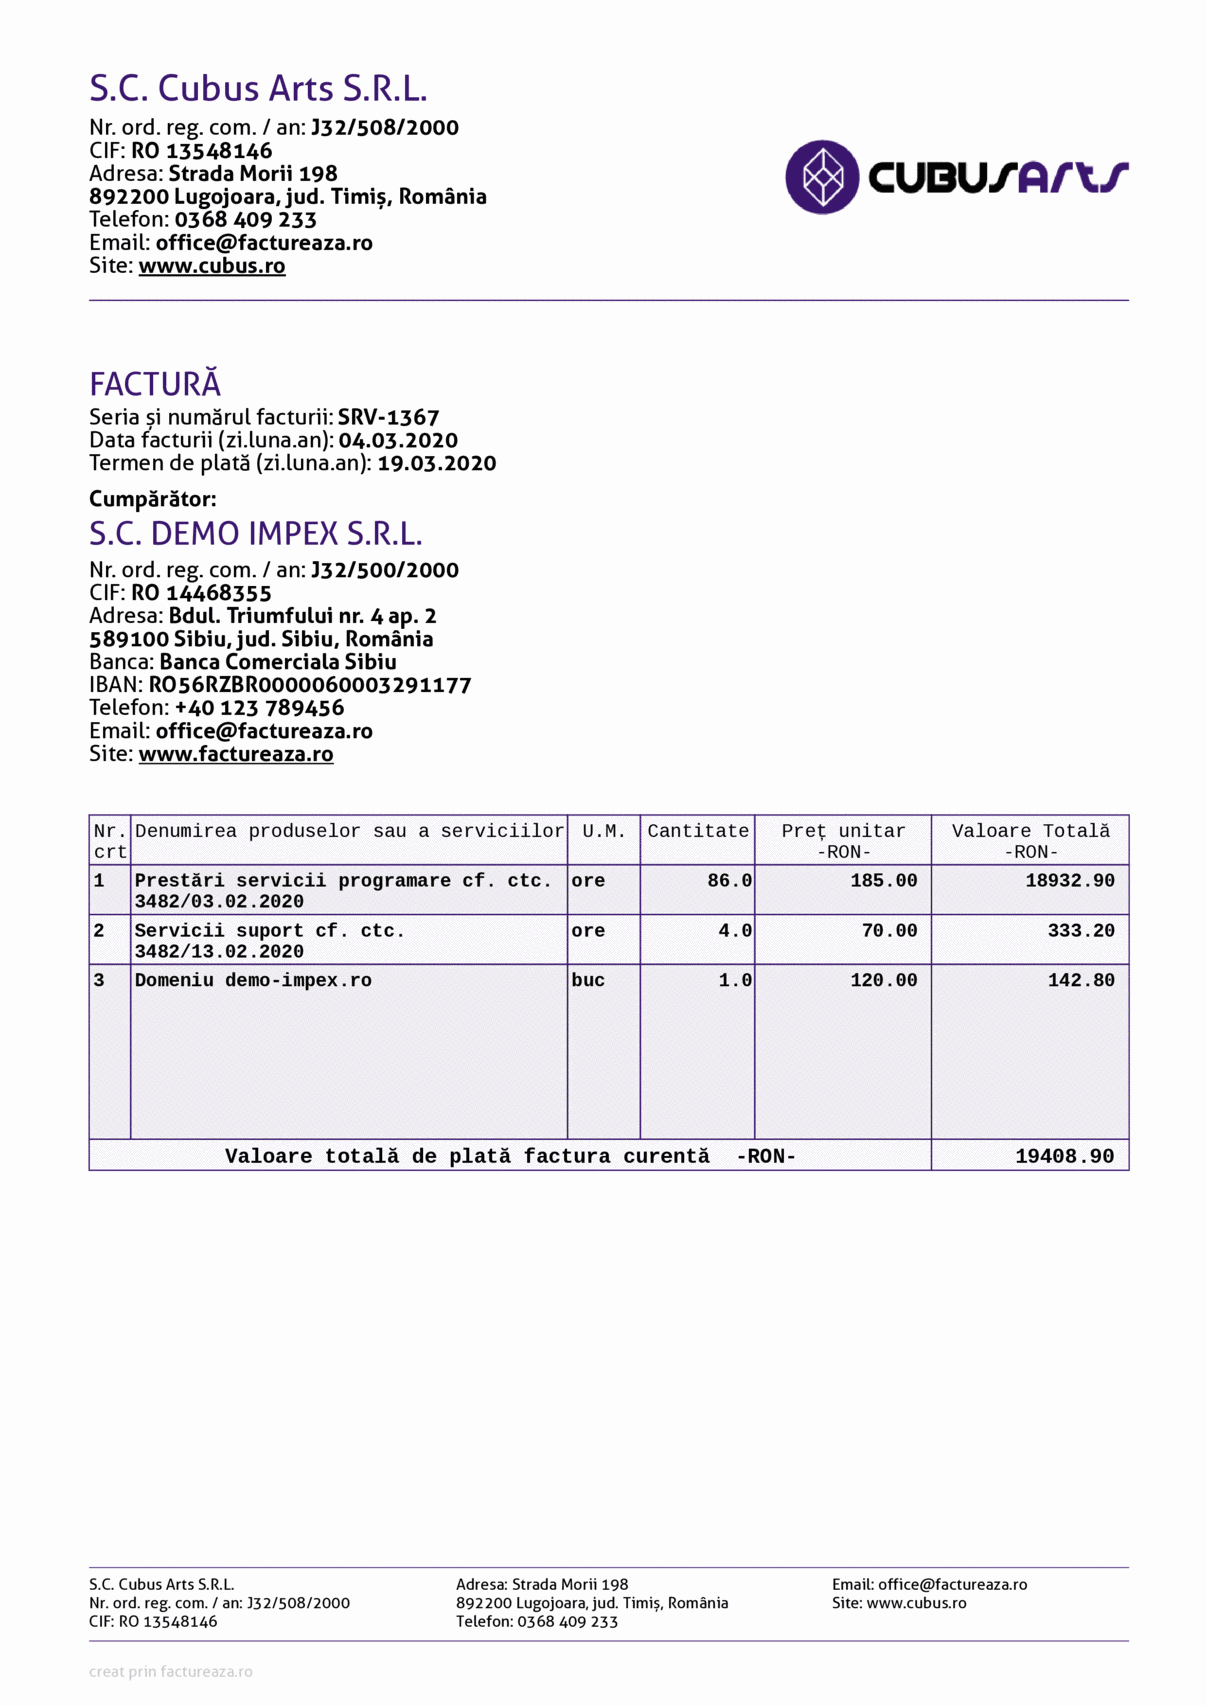 S.C. Cubus Arts S.R.L.
Nr. ord. reg. com. / an: J32/508/2000
CIF: RO 13548146
Adresa: Strada Morii 198
892200 Lugojoara, jud. Timiș, România
Telefon: 0368 409 233
Email: office@factureaza.ro
Site: www.cubus.ro
CUBUSArts
FACTURĂ
Seria și numărul facturii: SRV-1367
Data facturii (zi.luna.an): 04.03.2020
Termen de plată (zi.luna.an): 19.03.2020
Cumpărător:
S.C. DEMO IMPEX S.R.L.
Nr. ord. reg. com. / an: J32/500/2000
CIF: RO 14468355
Adresa: Bdul. Triumfului nr. 4 ap. 2
589100 Sibiu, jud. Sibiu, România
Banca: Banca Comerciala Sibiu
IBAN: RO56RZBR0000060003291177
Telefon: +40 123 789456
Email: office@factureaza.ro
Site: www.factureaza.ro
Nr. Denumirea produselor sau a serviciilor U.M. Cantitate Preț unitar Valoare Totală
crt -RON- -RON-
1 Prestări servicii programare cf. ctc. ore 86.0 185.00 18932.90
3482/03.02.2020
2 Servicii suport cf. ctc. ore 4.0 70.00 333.20
3482/13.02.2020
3 Domeniu demo-impex.ro buc 1.0 120.00 142.80
Valoare totală de plată factura curentă -RON- 19408.90
S.C. Cubus Arts S.R.L. Adresa: Strada Morii 198 Email: office@factureaza.ro
Nr. ord. reg. com. / an: J32/508/2000 892200 Lugojoara, jud. Timiș, România Site: www.cubus.ro
CIF: RO 13548146 Telefon: 0368 409 233
creat prin factureaza.ro